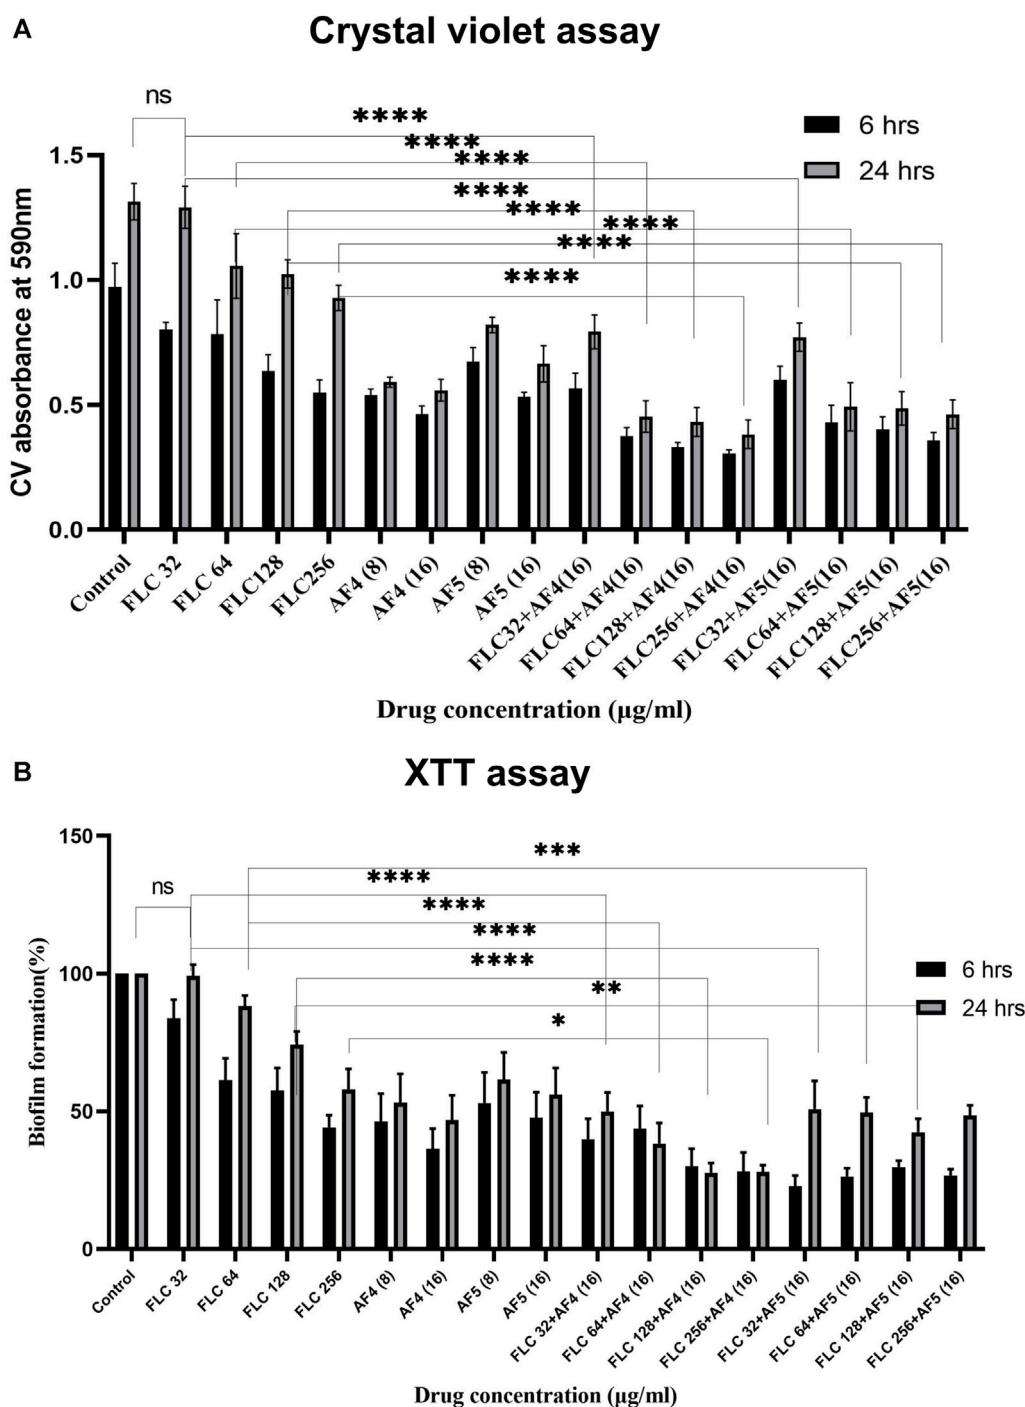 A
Crystal violet assay
ns
****
****
****
****
****
****
****
****
6 hrs
24 hrs
1.5
1.0
0.5
0.0
CV absorbance at 590nm
Control
FLC 32
FLC 64
FLC128
FLC256
AF4 (8)
AF4 (16)
AF5 (8)
AF5 (16)
FLC32+AF4(16)
FLC64+AF4(16)
FLC128+AF4(16)
FLC256+AF4(16)
FLC32+AF5(16)
FLC64+AF5(16)
FLC128+AF5(16)
FLC256+AF5(16)
Drug concentration (μg/ml)
B
XTT assay
ns
***
****
****
****
****
**
*
6 hrs
24 hrs
150
100
50
0
Biofilm formation(%)
Control
FLC 32
FLC 64
FLC 128
FLC 256
AF4 (8)
AF4 (16)
AF5 (8)
AF5 (16)
FLC 32+AF4 (16)
FLC 64+AF4 (16)
FLC 128+AF4 (16)
FLC 256+AF4 (16)
FLC 32+AF5 (16)
FLC 64+AF5 (16)
FLC 128+AF5 (16)
FLC 256+AF5 (16)
Drug concentration (μg/ml)